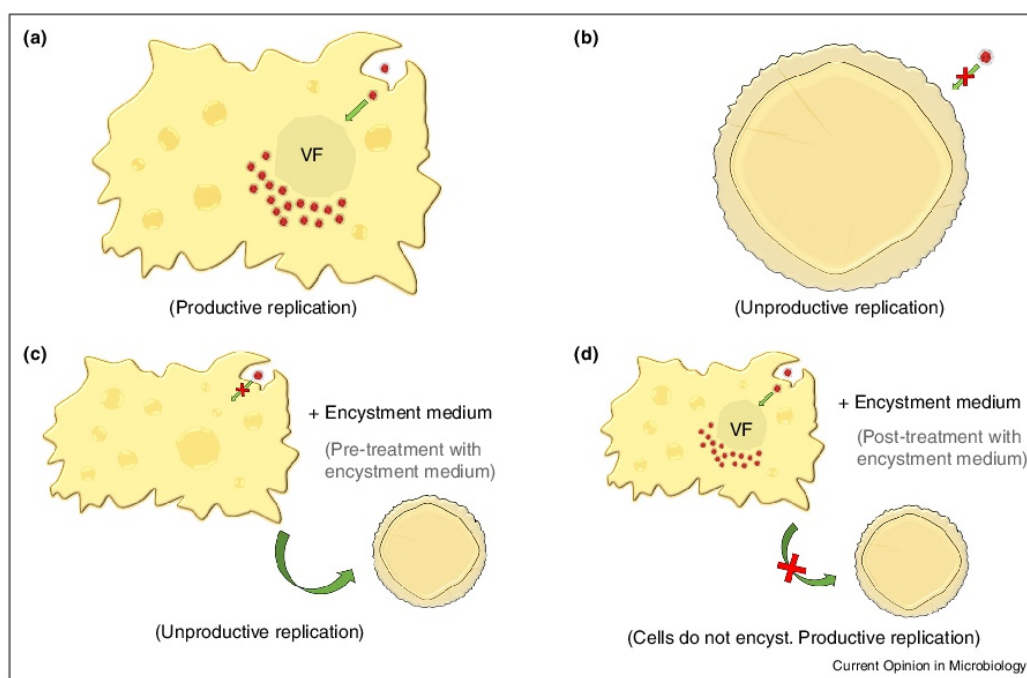 (a)
VF
(Productive replication)
(b)
(Unproductive replication)
(c)
+ Encystment medium
(Pre-treatment with
encystment medium)
(Unproductive replication)
(d)
VF
+ Encystment medium
(Post-treatment with
encystment medium)
(Cells do not encyst. Productive replication)
Current Opinion in Microbiology